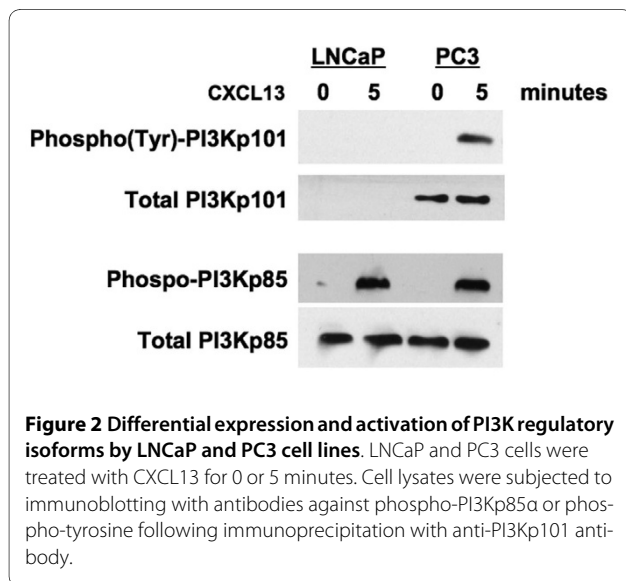 LNCaP PC3
CXCL13 0 5 0 5 minutes
Phospho(Tyr)-PI3Kp101
Total PI3Kp101
Phospo-PI3Kp85
Total PI3Kp85
Figure 2 Differential expression and activation of PI3K regulatory
isoforms by LNCaP and PC3 cell lines. LNCaP and PC3 cells were
treated with CXCL13 for 0 or 5 minutes. Cell lysates were subjected to
immunoblotting with antibodies against phospho-PI3Kp85α or phos-
pho-tyrosine following immunoprecipitation with anti-PI3Kp101 anti-
body.